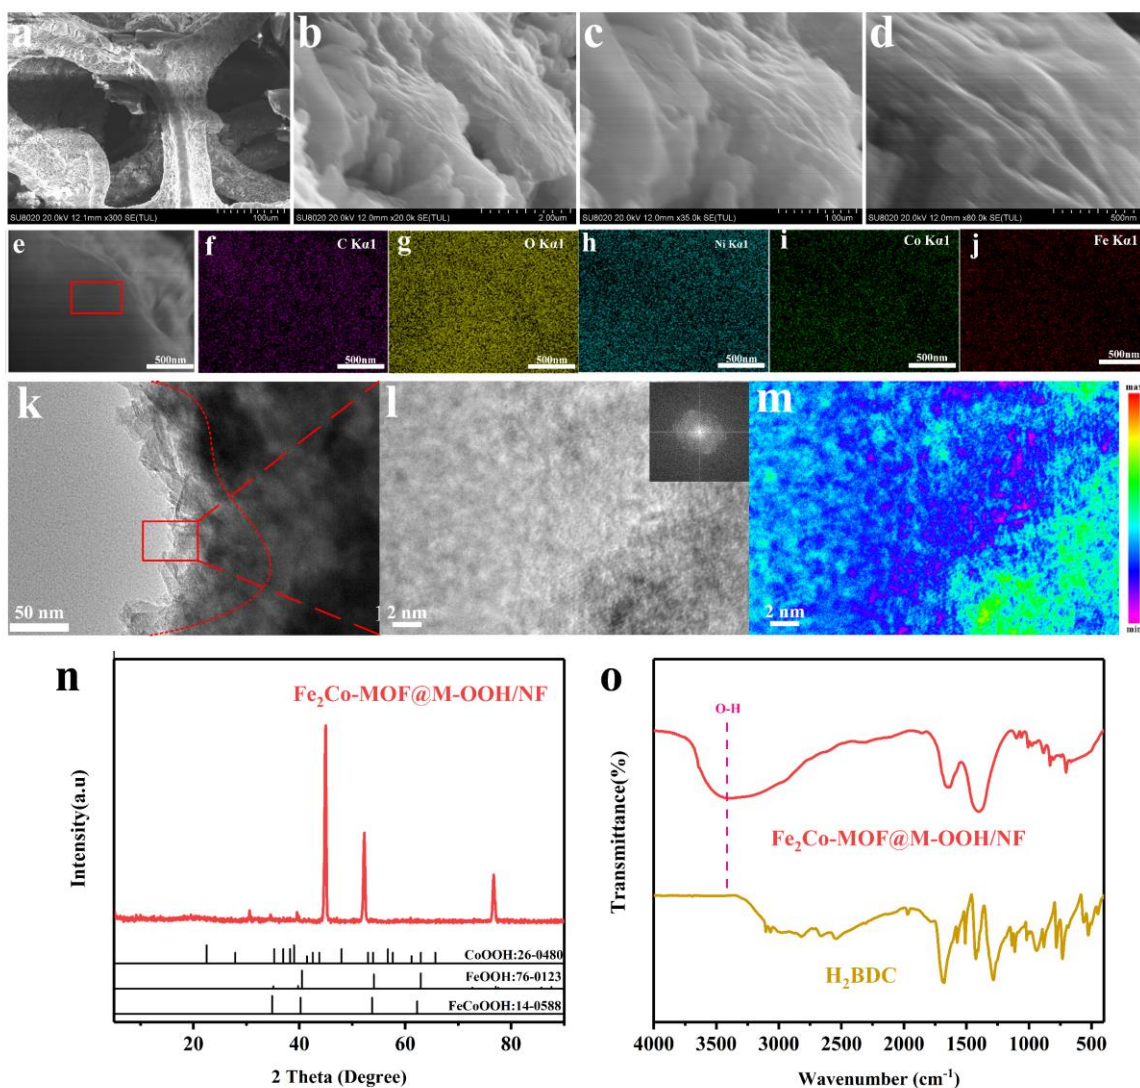 a
SU8020 20.0kV 12.1mm x300 SE(TUL) 100um
b
SU8020 20.0kV 12.0mm x20.0k SE(TUL) 2.00um
c
SU8020 20.0kV 12.0mm x35.0k SE(TUL) 1.00um
d
SU8020 20.0kV 12.0mm x80.0k SE(TUL) 500nm
e
500nm
f C Kα1
500nm
g O Kα1
500nm
h Ni Kα1
500nm
i Co Kα1
500nm
j Fe Kα1
500nm
k
50 nm
l
2 nm
m
2 nm
max
min
n
Fe₂Co-MOF@M-OOH/NF
Intensity(a.u)
CoOOH:26-0480
FeOOH:76-0123
FeCoOOH:14-0588
20 40 60 80
2 Theta (Degree)
o
O-H
Fe₂Co-MOF@M-OOH/NF
Transmittance(%)
H₂BDC
4000 3500 3000 2500 2000 1500 1000 500
Wavenumber (cm⁻¹)